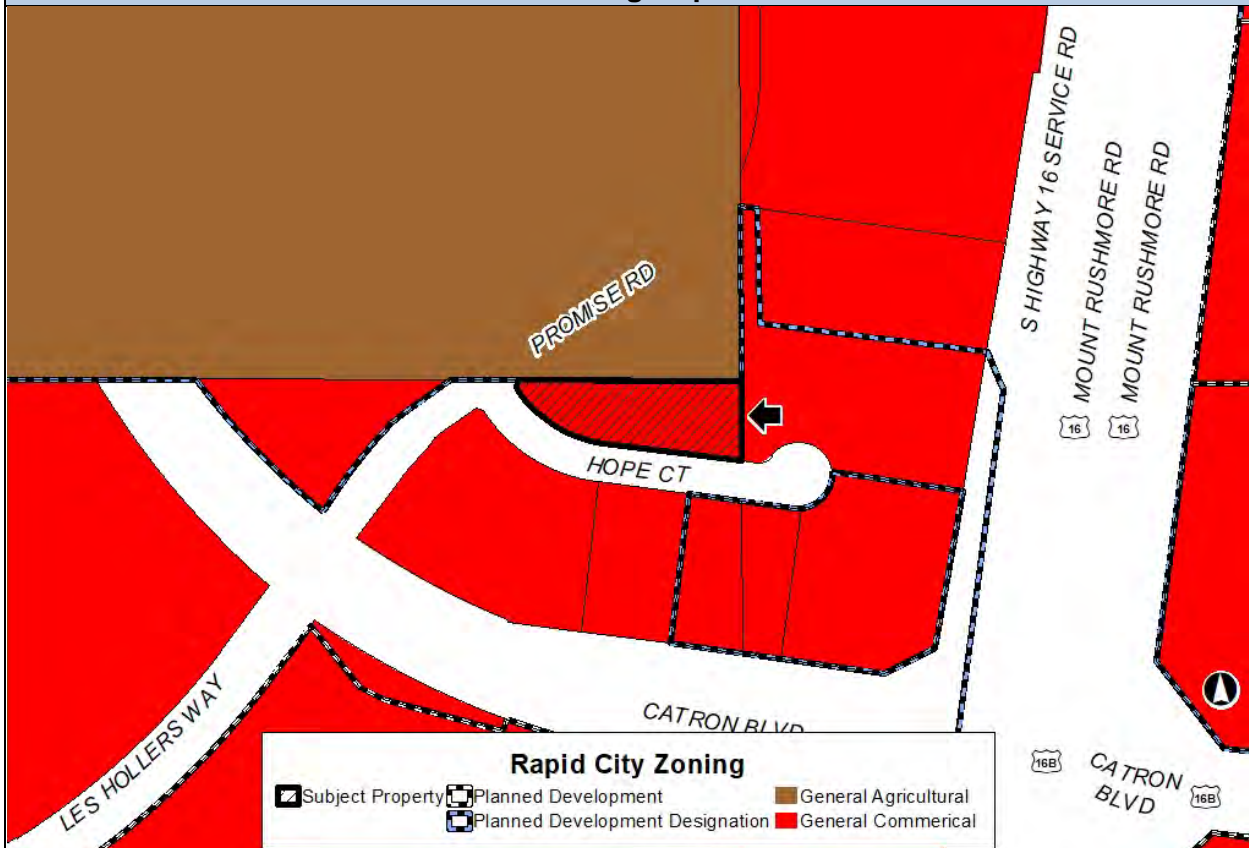 S HIGHWAY 16 SERVICE RD
MOUNT RUSHMORE RD
MOUNT RUSHMORE RD
16
16
PROMISE RD
HOPE CT
CATRON BLVD
LES HOLLERS WAY
16B
CATRON
BLVD
16B
Rapid City Zoning
Subject Property
Planned Development
General Agricultural
Planned Development Designation
General Commerical